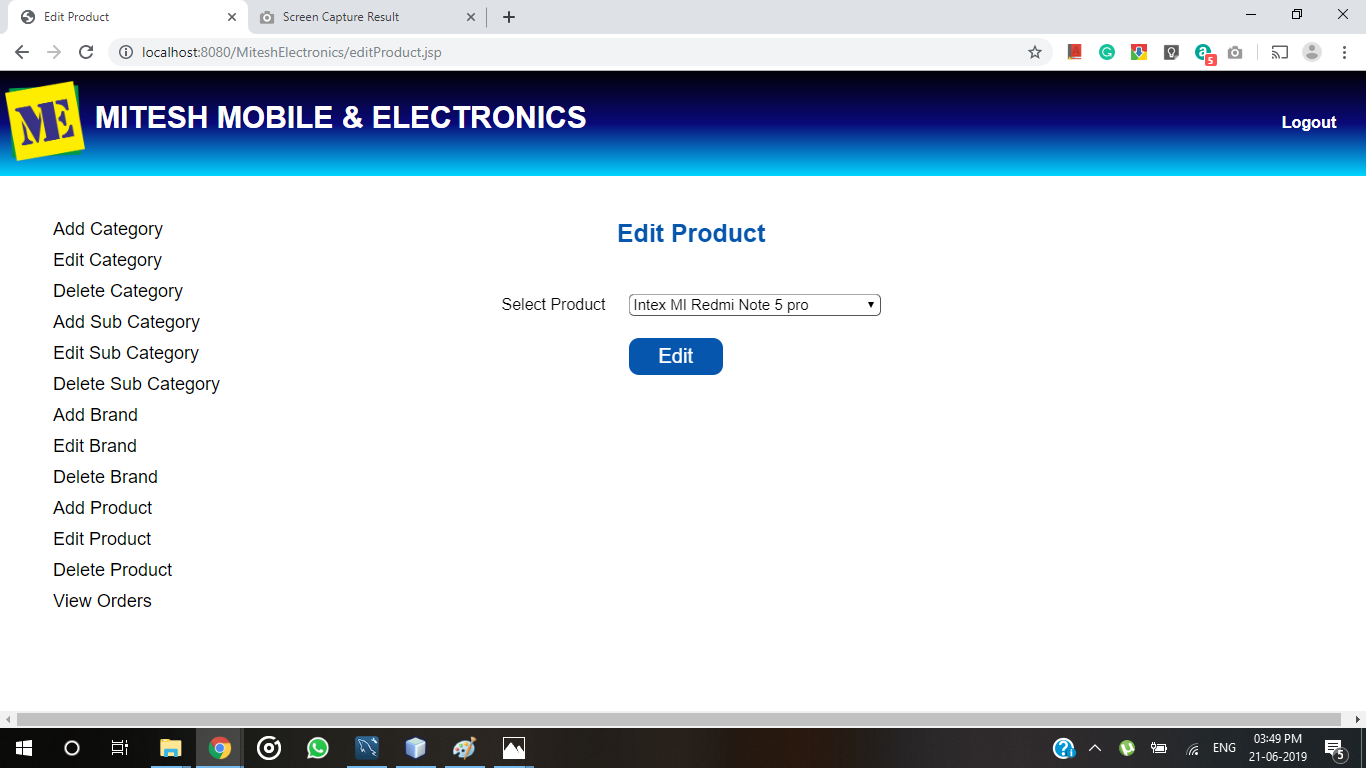 Edit Product
Screen Capture Result
localhost:8080/MiteshElectronics/editProduct.jsp
5
ME
MITESH MOBILE & ELECTRONICS
Logout
Add Category
Edit Category
Delete Category
Add Sub Category
Edit Sub Category
Delete Sub Category
Add Brand
Edit Brand
Delete Brand
Add Product
Edit Product
Delete Product
View Orders
Edit Product
Select Product
Intex MI Redmi Note 5 pro
Edit
ENG
03:49 PM
21-06-2019
5